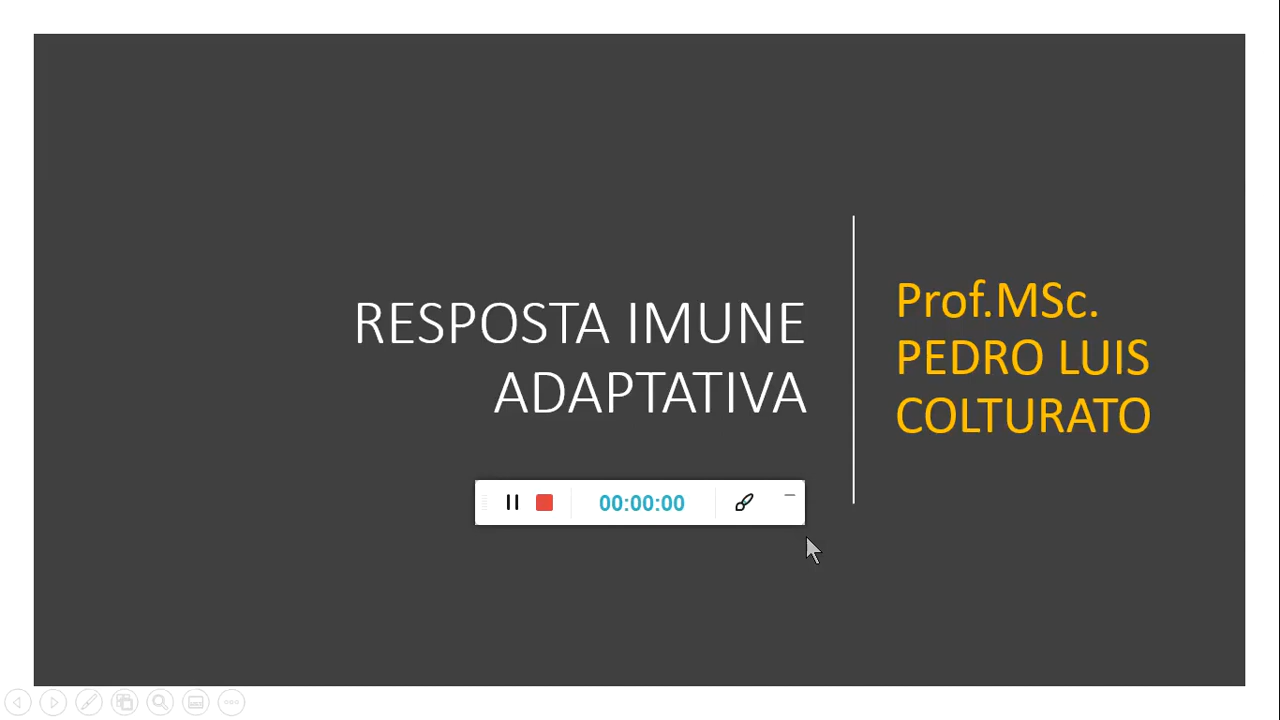 RESPOSTA IMUNE
ADAPTATIVA
Prof.MSc.
PEDRO LUIS
COLTURATO
00:00:00